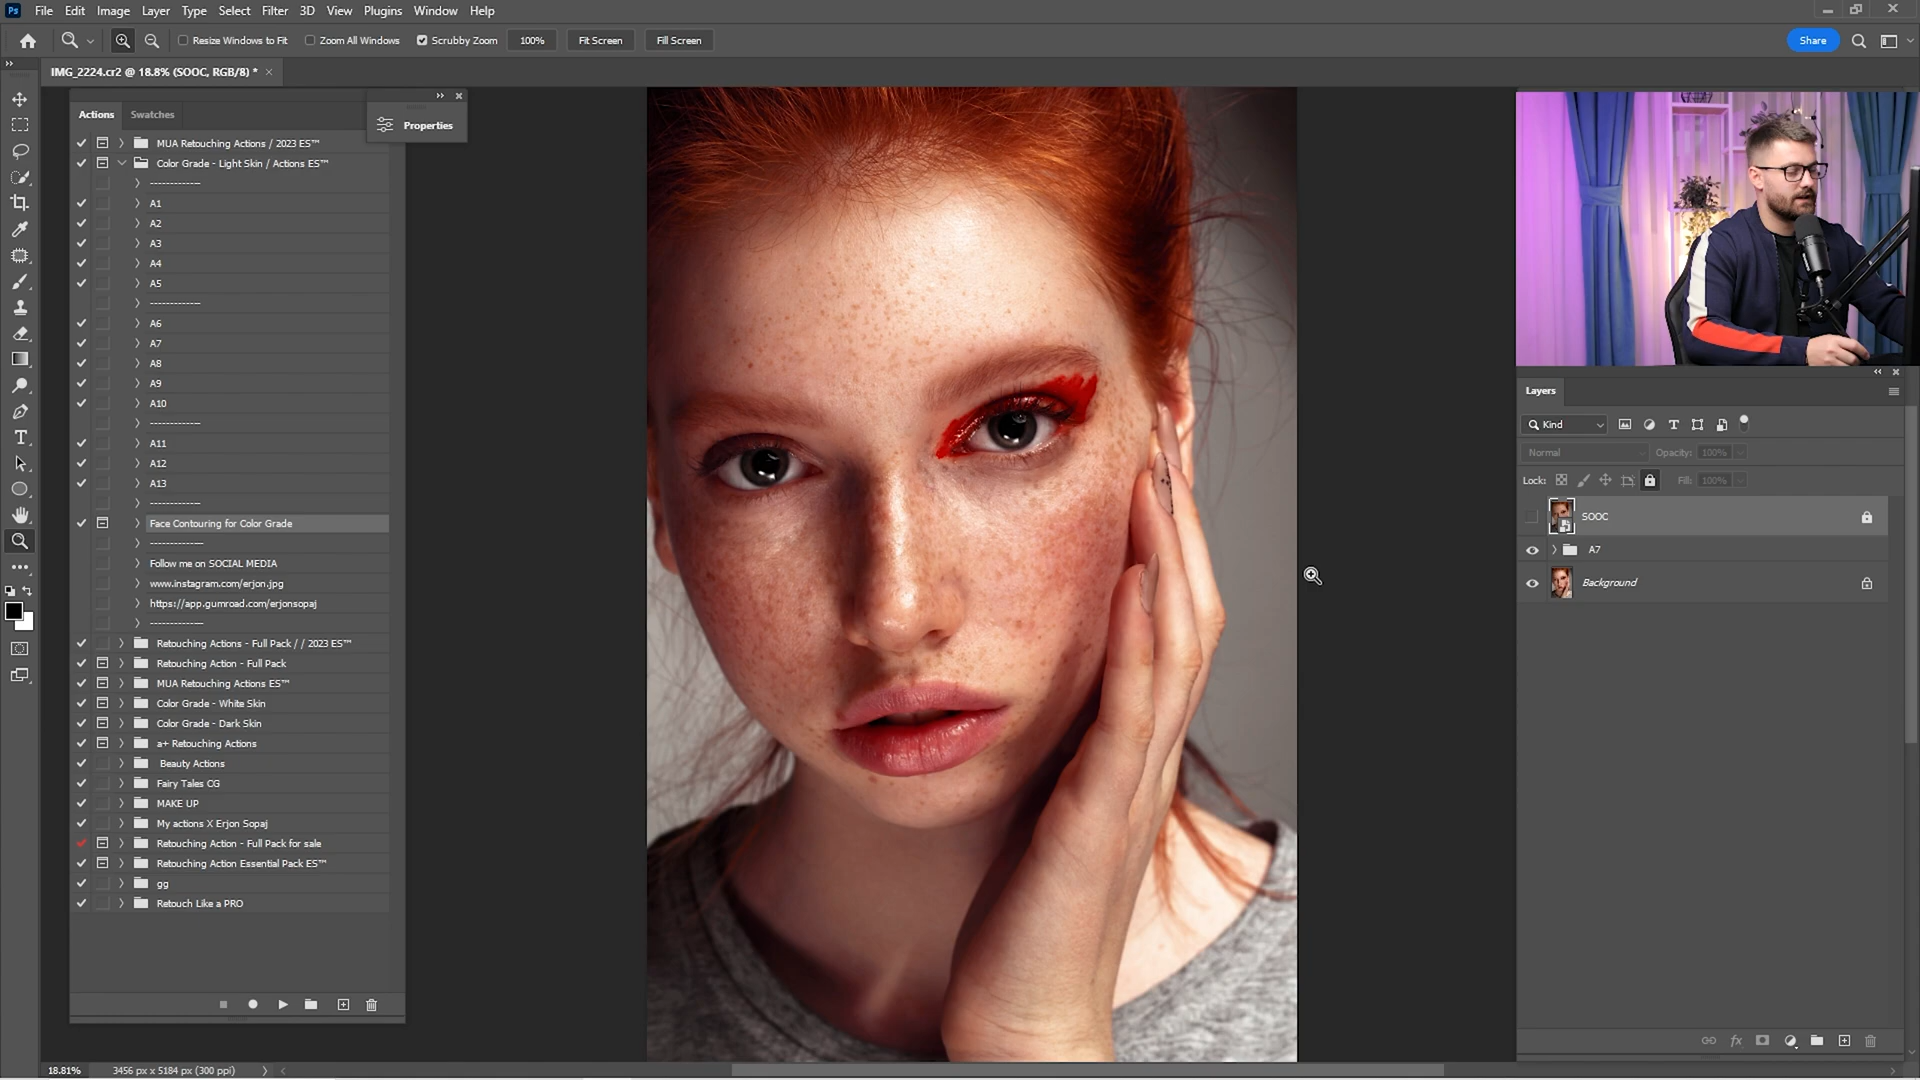 Ps File Edit Image Layer Type Select Filter 3D View Plugins Window Help
Resize Windows to Fit Zoom All Windows Scrubby Zoom 100% Fit Screen Fill Screen Share
IMG_2224.cr2 @ 18.8% (SOOC, RGB/8) *
Actions Swatches
Properties
MUA Retouching Actions / 2023 ES™
Color Grade - Light Skin / Actions ES™
-------------
A1
A2
A3
A4
A5
-------------
A6
A7
A8
A9
A10
-------------
A11
A12
A13
-------------
Face Contouring for Color Grade
--------------
Follow me on SOCIAL MEDIA
www.instagram.com/erjon.jpg
https://app.gumroad.com/erjonsopaj
--------------
Retouching Actions - Full Pack / / 2023 ES™
Retouching Action - Full Pack
MUA Retouching Actions ES™
Color Grade - White Skin
Color Grade - Dark Skin
a+ Retouching Actions
Beauty Actions
Fairy Tales CG
MAKE UP
My actions X Erjon Sopaj
Retouching Action - Full Pack for sale
Retouching Action Essential Pack ES™
gg
Retouch Like a PRO
Layers
Kind
Normal Opacity: 100%
Lock: Fill: 100%
SOOC
A7
Background
18.81% 3456 px x 5184 px (300 ppi)